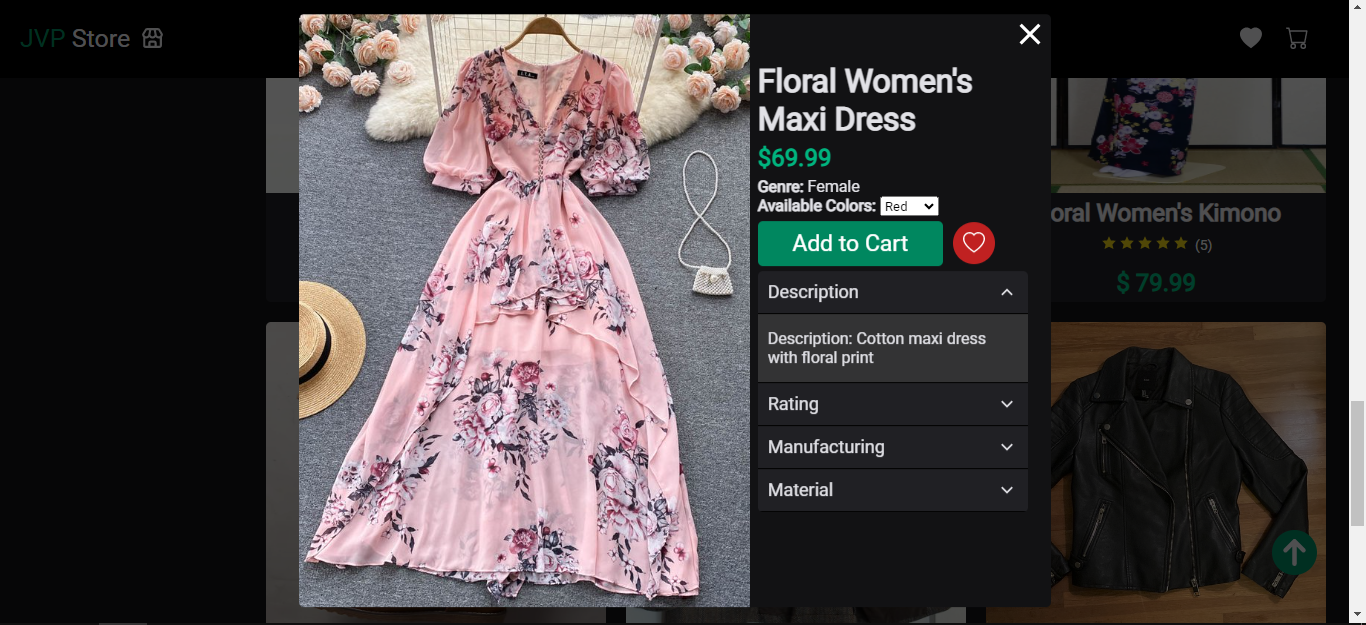 JVP Store
Floral Women's
Maxi Dress
$69.99
Genre: Female
Available Colors: Red
Add to Cart
Description
Description: Cotton maxi dress
with floral print
Rating
Manufacturing
Material
oral Women's Kimono
(5)
$ 79.99